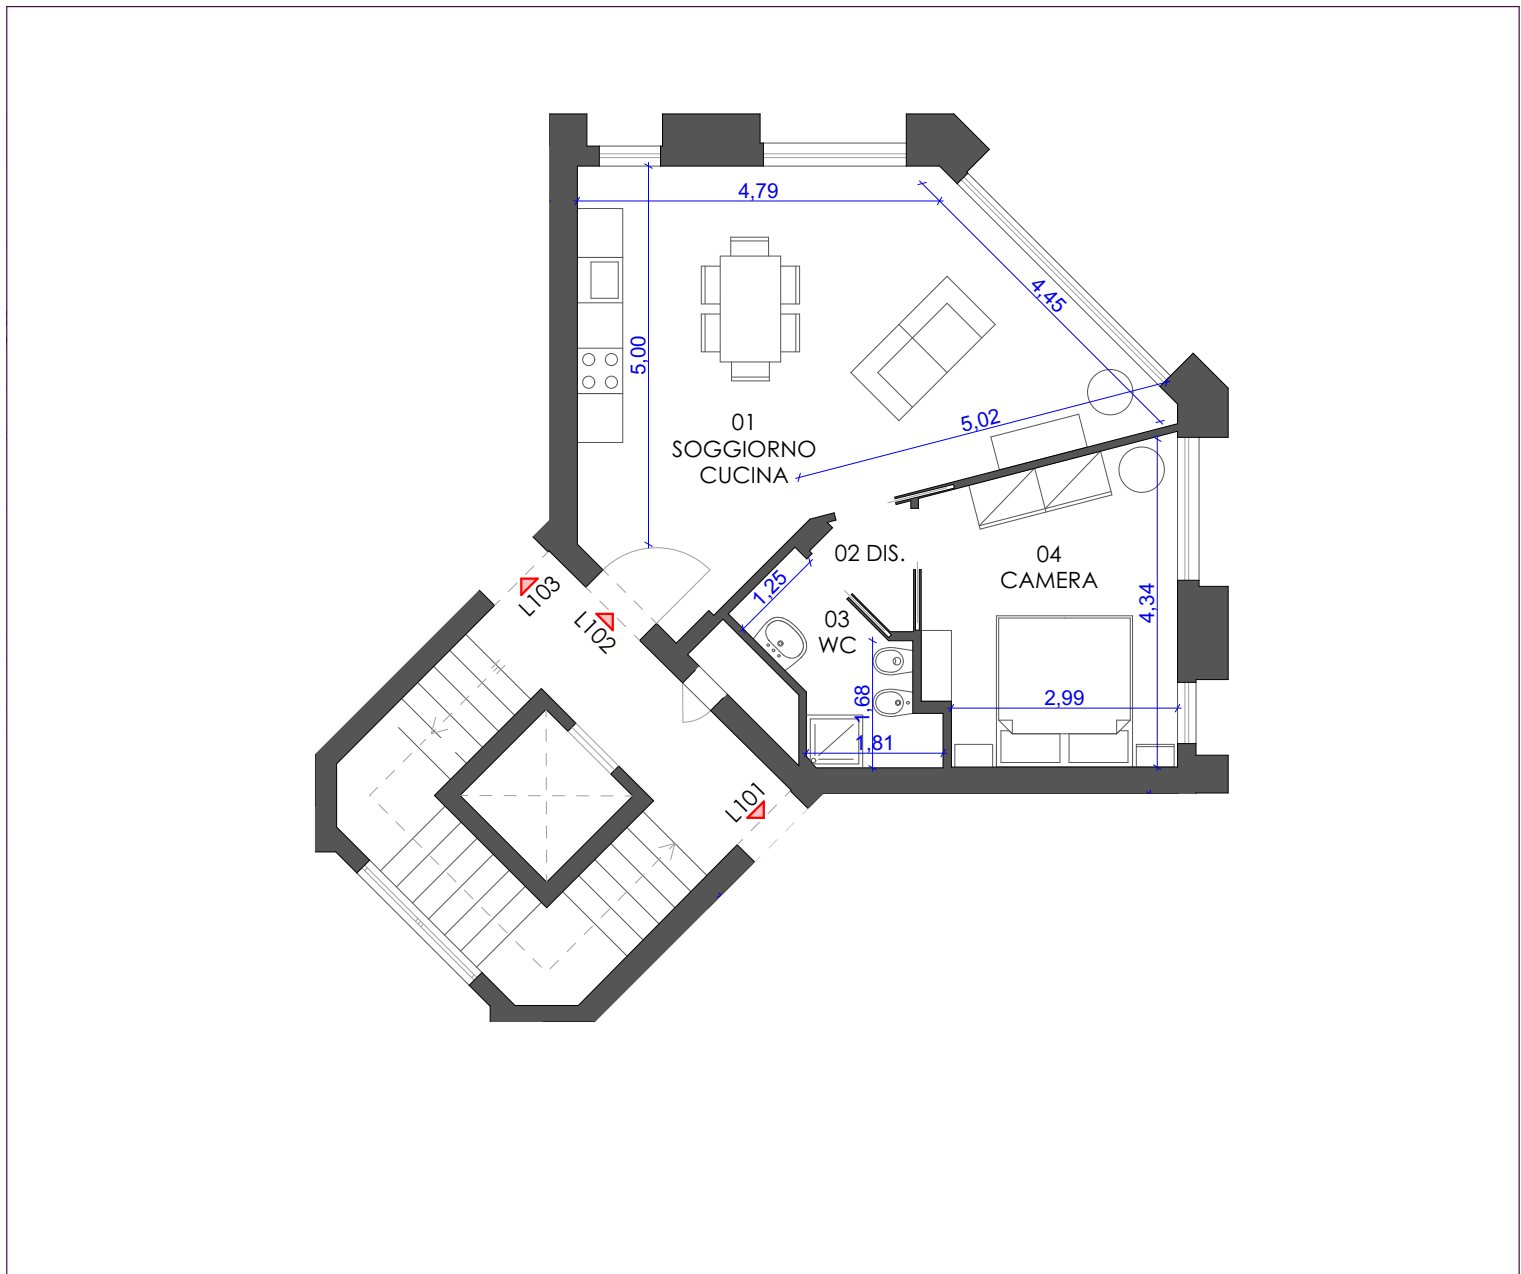 4,79
4,45
5,00
5,02
01
SOGGIORNO
CUCINA
02 DIS.
04
CAMERA
1,25
L103
L102
03
WC
4,34
1,68
2,99
1,81
L101